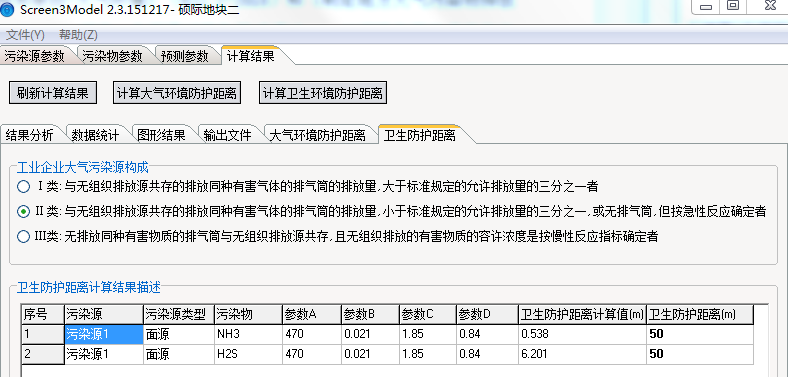 Screen3Model 2.3.151217- 硕际地块二
文件(Y) 帮助(Z)
污染源参数 污染物参数 预测参数 计算结果
刷新计算结果 计算大气环境防护距离 计算卫生环境防护距离
结果分析 数据统计 图形结果 输出文件 大气环境防护距离 卫生防护距离
工业企业大气污染源构成
I 类: 与无组织排放源共存的排放同种有害气体的排气筒的排放量,大于标准规定的允许排放量的三分之一者
II 类: 与无组织排放源共存的排放同种有害气体的排气筒的排放量,小于标准规定的允许排放量的三分之一,或无排气筒,但按急性反应确定者
III类: 无排放同种有害物质的排气筒与无组织排放源共存,且无组织排放的有害物质的容许浓度是按慢性反应指标确定者
卫生防护距离计算结果描述
序号 污染源 污染源类型 污染物 参数A 参数B 参数C 参数D 卫生防护距离计算值(m) 卫生防护距离(m)
1 污染源1 面源 NH3 470 0.021 1.85 0.84 0.538 50
2 污染源1 面源 H2S 470 0.021 1.85 0.84 6.201 50